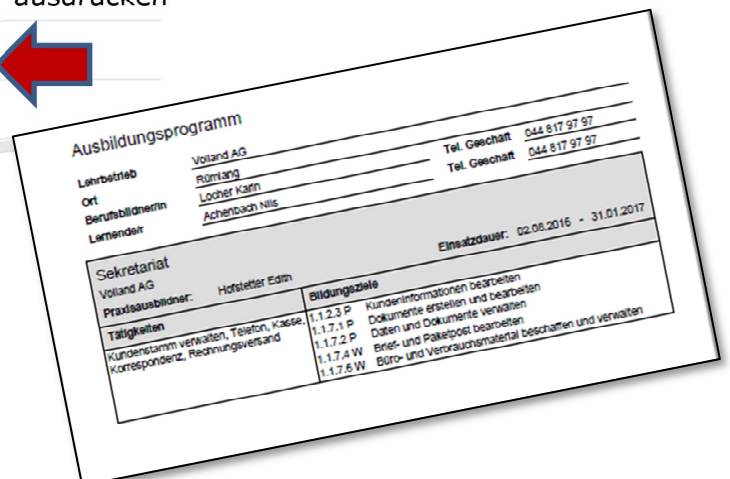 ausdrucken
Ausbildungsprogramm
Lehrbetrieb Volland AG
Ort Rümlang Tel. Geschäft 044 817 97 97
Berufsbildner/in Locher Karin Tel. Geschäft 044 817 97 97
Lernende/r Achenbach Nils
Sekretariat
Volland AG Einsatzdauer: 02.08.2016 - 31.01.2017
Praxisausbildner: Hofstetter Edith
Tätigkeiten Bildungsziele
Kundenstamm verwalten, Telefon, Kasse, 1.1.2.3 P Kundeninformationen bearbeiten
Korrespondenz, Rechnungsversand 1.1.7.1 P Dokumente erstellen und bearbeiten
1.1.7.2 P Daten und Dokumente verwalten
1.1.7.4 W Brief- und Paketpost bearbeiten
1.1.7.6 W Büro- und Verbrauchsmaterial beschaffen und verwalten